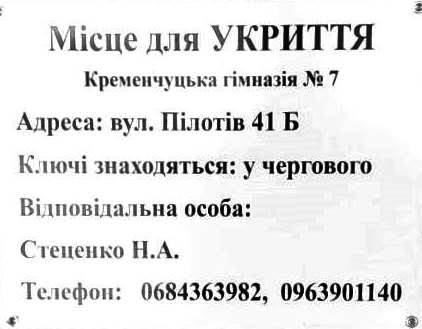 Місце для УКРИТТЯ
Кременчуцька гімназія № 7
Адреса: вул. Пілотів 41 Б
Ключі знаходяться: у чергового
Відповідальна особа:
Стеценко Н.А.
Телефон: 0684363982, 0963901140